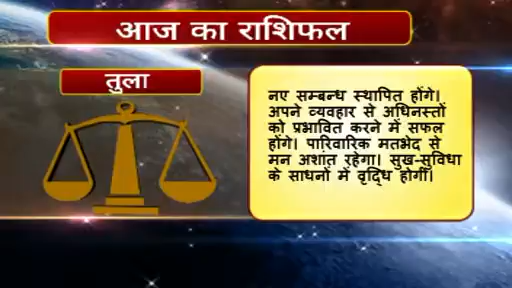 आज का राशिफल
तुला
नए सम्बन्ध स्थापित होंगे।
अपने व्यवहार से अधिनस्तों
को प्रभावित करने में सफल
होंगे। पारिवारिक मतभेद से
मन अशांत रहेगा। सुख-सुविधा
के साधनों में वृद्धि होगी।